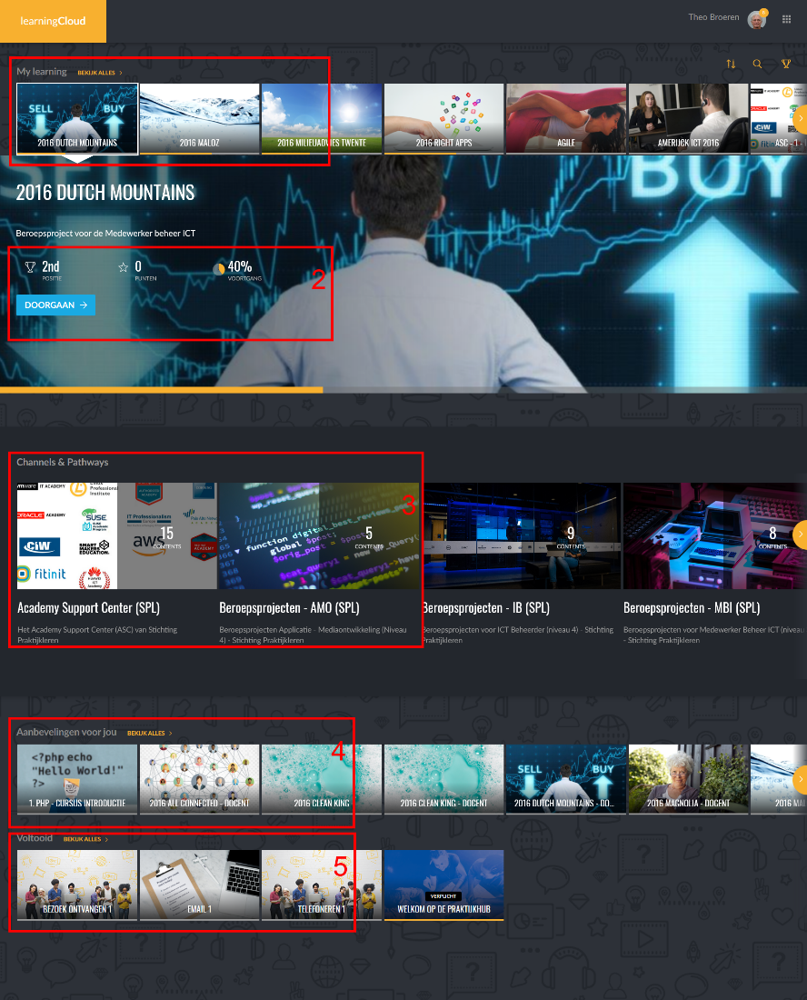 learningCloud
Theo Broeren
My learning BEKIJK ALLES >
SELL BUY
2016 DUTCH MOUNTAINS
2016 MALOZ
2016 MILIEUADVIES TWENTE
2016 RIGHT APPS
AGILE
AMERIJCK ICT 2016
ASC - 1 -
BUY
2016 DUTCH MOUNTAINS
Beroepsproject voor de Medewerker beheer ICT
2nd
POSITIE
0
PUNTEN
40%
VOORTGANG
2
DOORGAAN →
Channels & Pathways
3
vmware IT ACADEMY
Linux Professional Institute
ORACLE ACADEMY
SUSE
CIW
SMART MAKERS EDUCATION.
fitinit
IT Professionalism
aws
15
CONTENTS
function digital_best_reviews_
global $post
5
CONTENTS
9
CONTENTS
8
CONTENTS
Academy Support Center (SPL)
Het Academy Support Center (ASC) van Stichting
Praktijkleren
Beroepsprojecten - AMO (SPL)
Beroepsprojecten Applicatie - Mediaontwikkeling (Niveau
4) - Stichting Praktijkleren
Beroepsprojecten - IB (SPL)
Beroepsprojecten voor ICT Beheerder (niveau 4) - Stichting
Praktijkleren
Beroepsprojecten - MBI (SPL)
Beroepsprojecten voor Medewerker Beheer ICT (niveau
- Stichting Praktijkleren
Aanbevelingen voor jou BEKIJK ALLES >
4
<?php echo
"Hello World!"
?>
1. PHP - CURSUS INTRODUCTIE
2016 ALL CONNECTED - DOCENT
2016 CLEAN KING
2016 CLEAN KING - DOCENT
SELL BUY
2016 DUTCH MOUNTAINS - DO...
2016 MAGNOLIA - DOCENT
2016 MAL
Voltooid BEKIJK ALLES >
5
BEZOEK ONTVANGEN 1
EMAIL 1
TELEFONEREN 1
VERPLICHT
WELKOM OP DE PRAKTIJKHUB